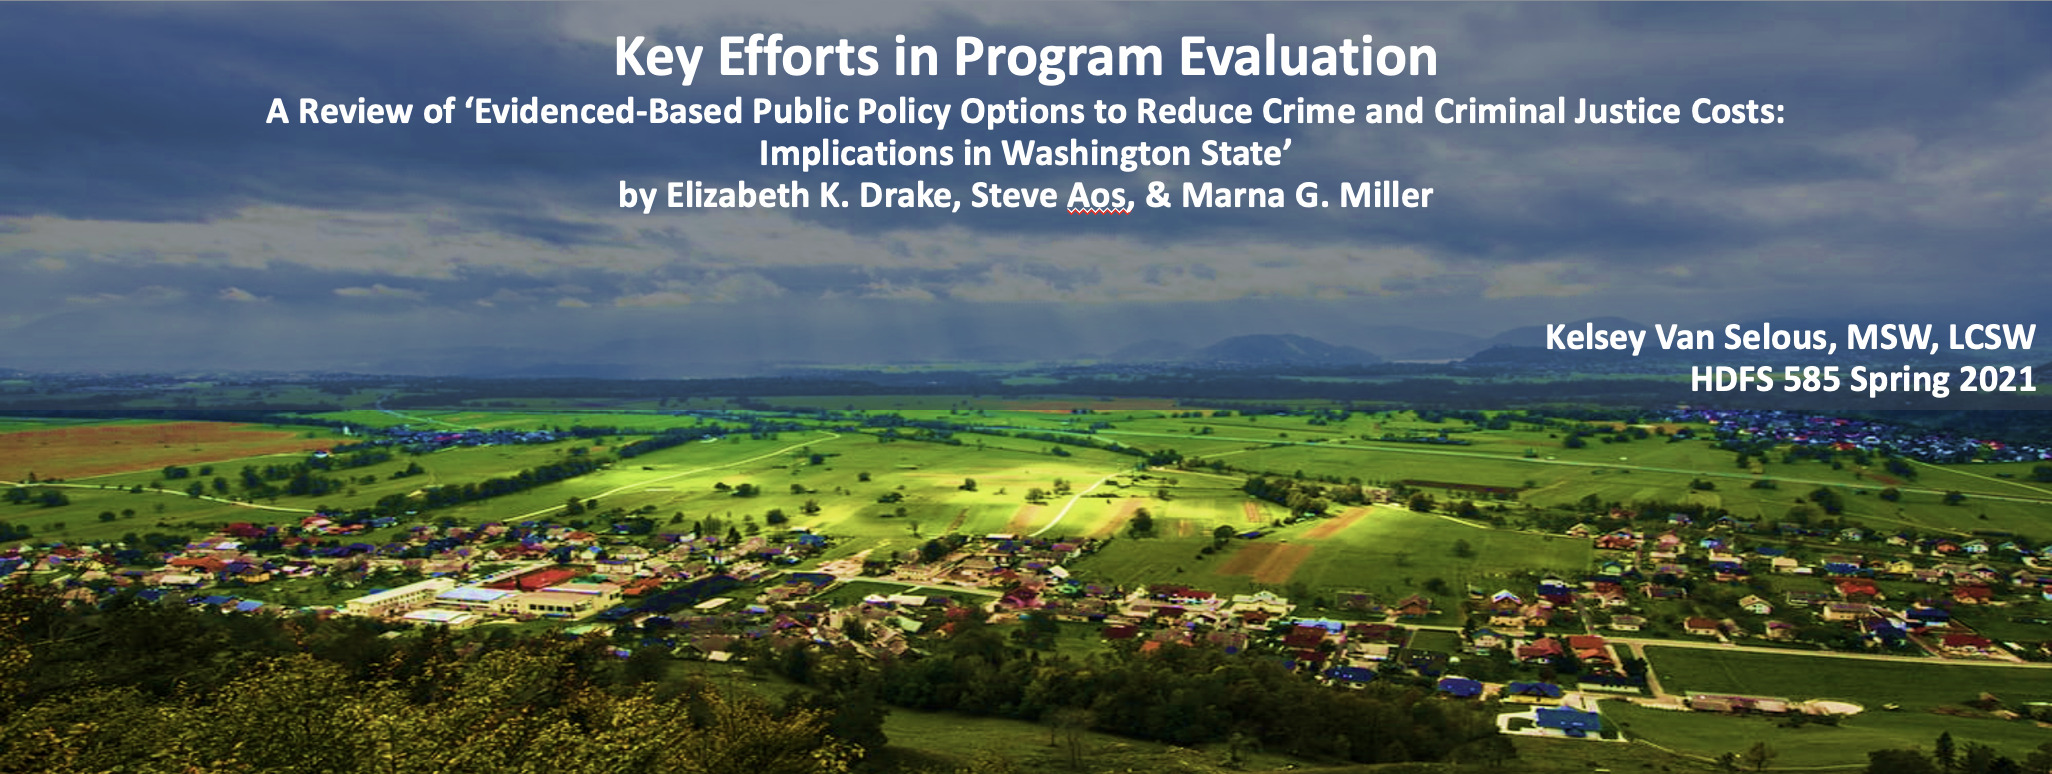 Key Efforts in Program Evaluation
A Review of ‘Evidenced-Based Public Policy Options to Reduce Crime and Criminal Justice Costs:
Implications in Washington State’
by Elizabeth K. Drake, Steve Aos, & Marna G. Miller
Kelsey Van Selous, MSW, LCSW
HDFS 585 Spring 2021